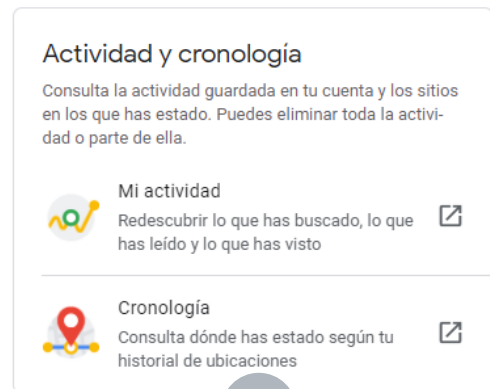 Actividad y cronología
Consulta la actividad guardada en tu cuenta y los sitios
en los que has estado. Puedes eliminar toda la activi-
dad o parte de ella.
Mi actividad
Redescubrir lo que has buscado, lo que
has leído y lo que has visto
Cronología
Consulta dónde has estado según tu
historial de ubicaciones